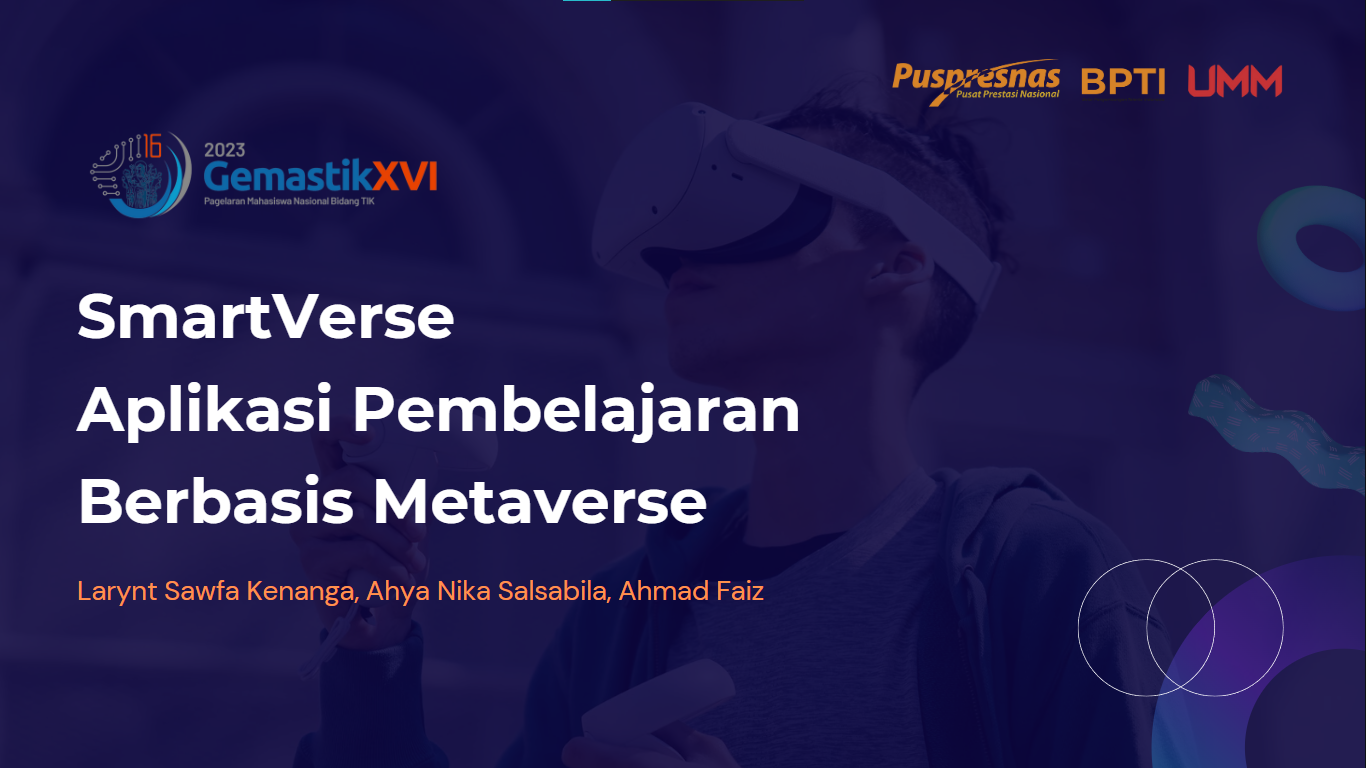 Puspresnas
Pusat Prestasi Nasional
BPTI
UMM
16
2023
GemastikXVI
Pagelaran Mahasiswa Nasional Bidang TIK
SmartVerse
Aplikasi Pembelajaran
Berbasis Metaverse
Larynt Sawfa Kenanga, Ahya Nika Salsabila, Ahmad Faiz